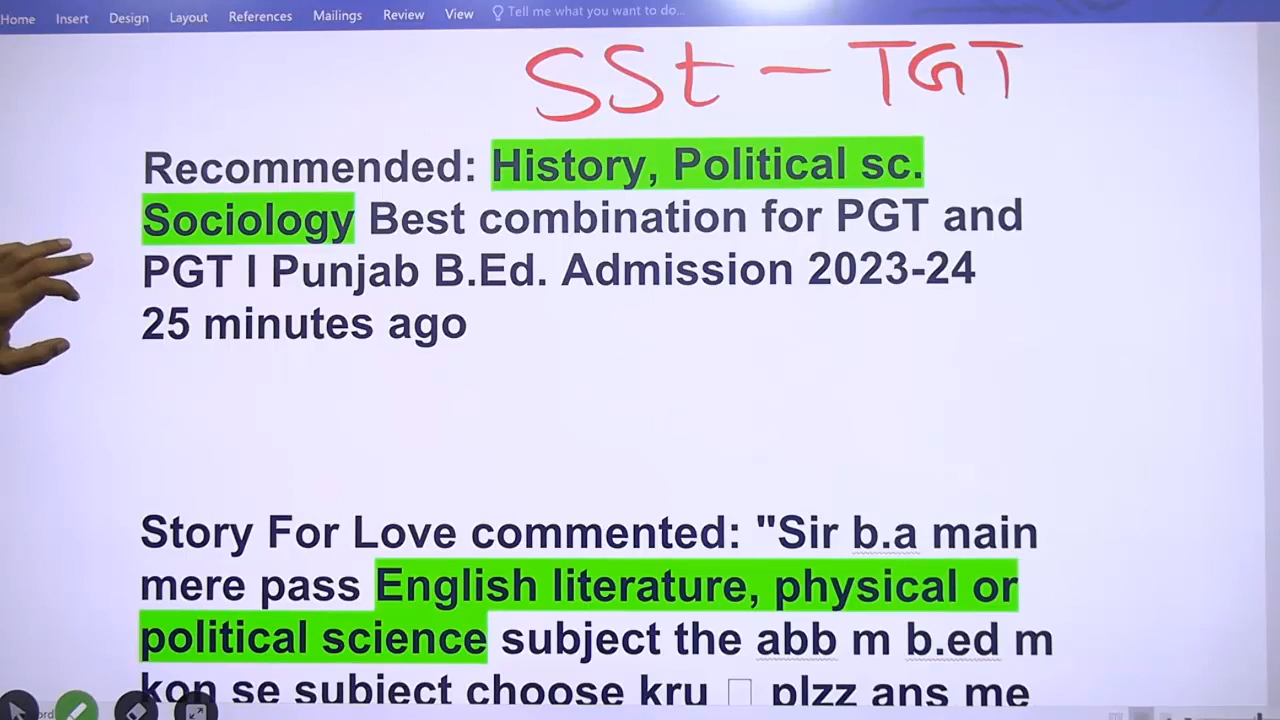 Home Insert Design Layout References Mailings Review View Tell me what you want to do...
SSt - TGT
Recommended: History, Political sc.
Sociology Best combination for PGT and
PGT I Punjab B.Ed. Admission 2023-24
25 minutes ago
Story For Love commented: "Sir b.a main
mere pass English literature, physical or
political science subject the abb m b.ed m
kon se subject choose kru □ plzz ans me